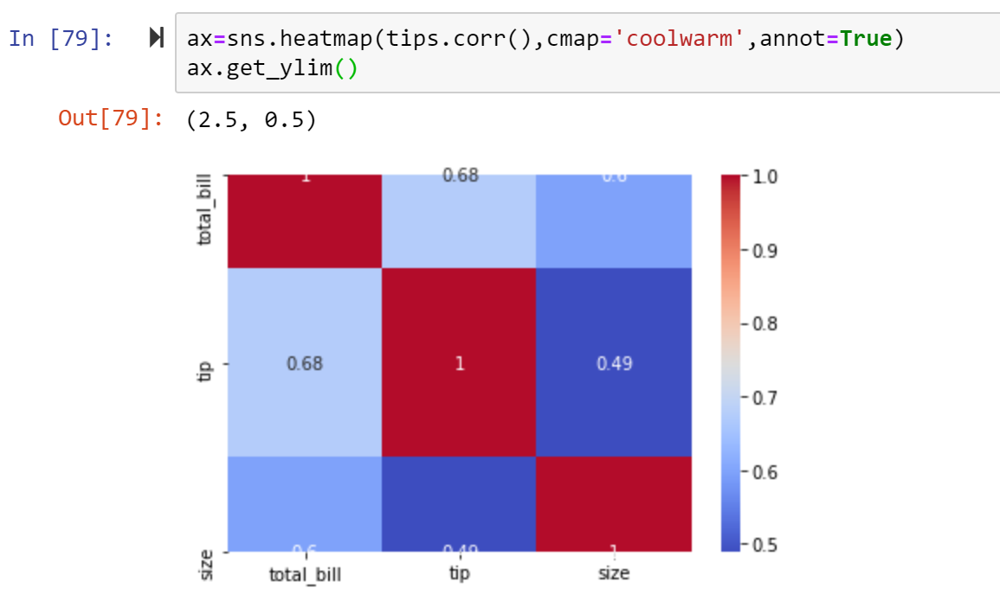 In [79]:
ax=sns.heatmap(tips.corr(),cmap='coolwarm',annot=True)
ax.get_ylim()
Out[79]: (2.5, 0.5)
total_bill 1 0.68 0.6
tip 0.68 1 0.49
size 0.6 0.49 1
total_bill tip size
1.0
0.9
0.8
0.7
0.6
0.5